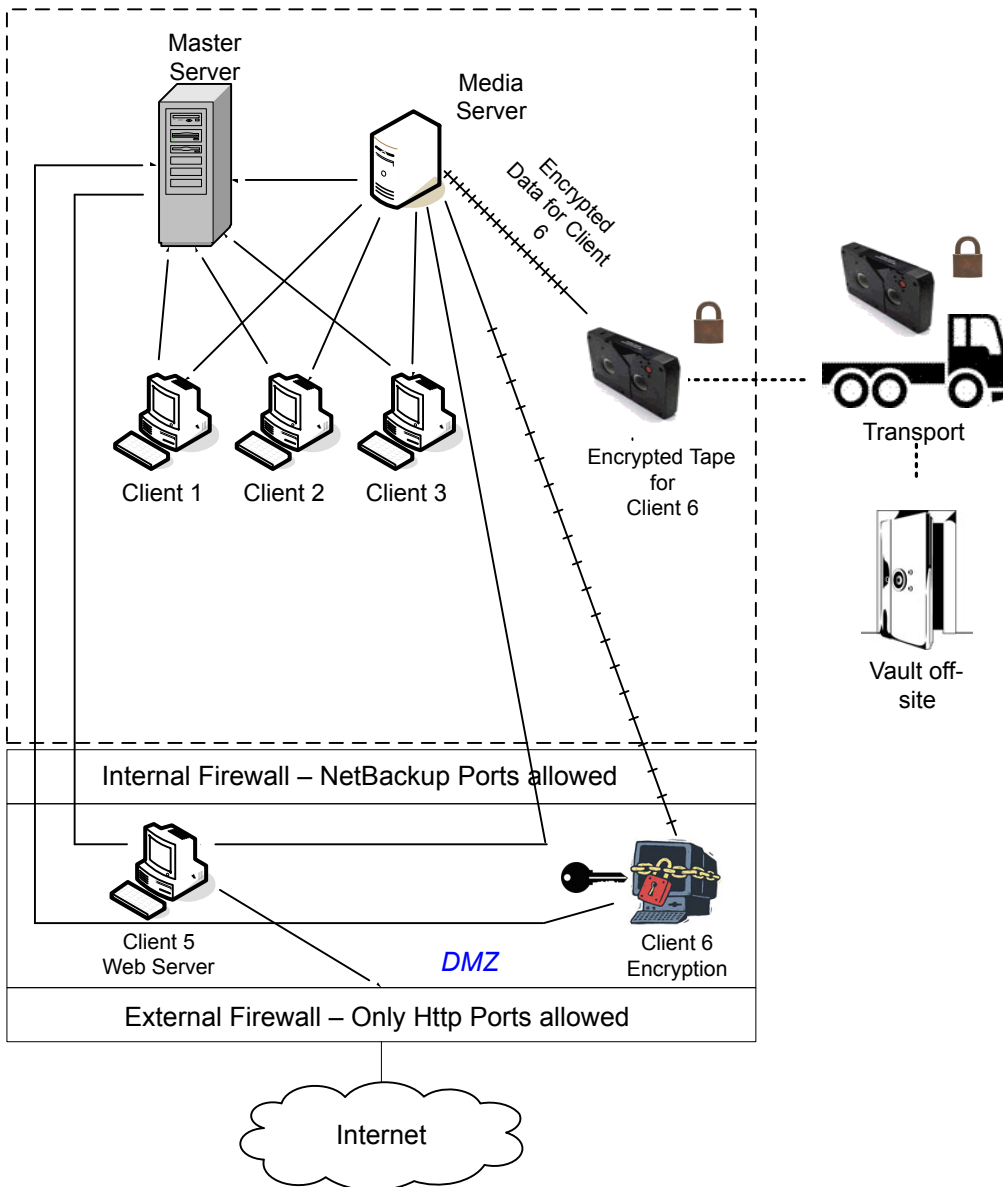 Master
Server
Media
Server
Encrypted
Data for Client
6
Client 1
Client 2
Client 3
Encrypted Tape
for
Client 6
Transport
Vault off-
site
Internal Firewall – NetBackup Ports allowed
Client 5
Web Server
DMZ
Client 6
Encryption
External Firewall – Only Http Ports allowed
Internet